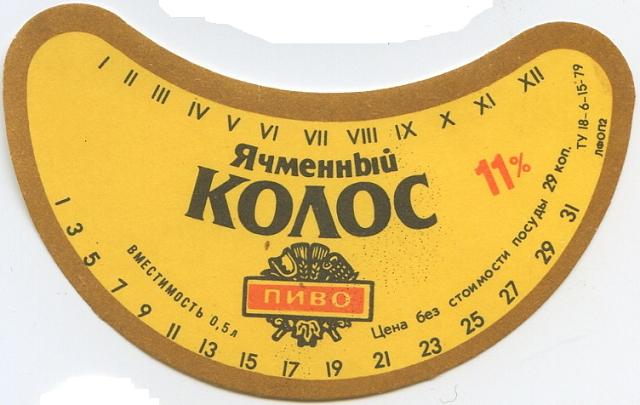 I II III IV V VI VII VIII IX X XI XII
Ячменный
КОЛОС
11%
ПИВО
ВМЕСТИМОСТЬ 0,5л
Цена без стоимости посуды 29 коп.
ТУ 18-6-15-79
ЛФОП2
1 3 5 7 9 11 13 15 17 19 21 23 25 27 29 31